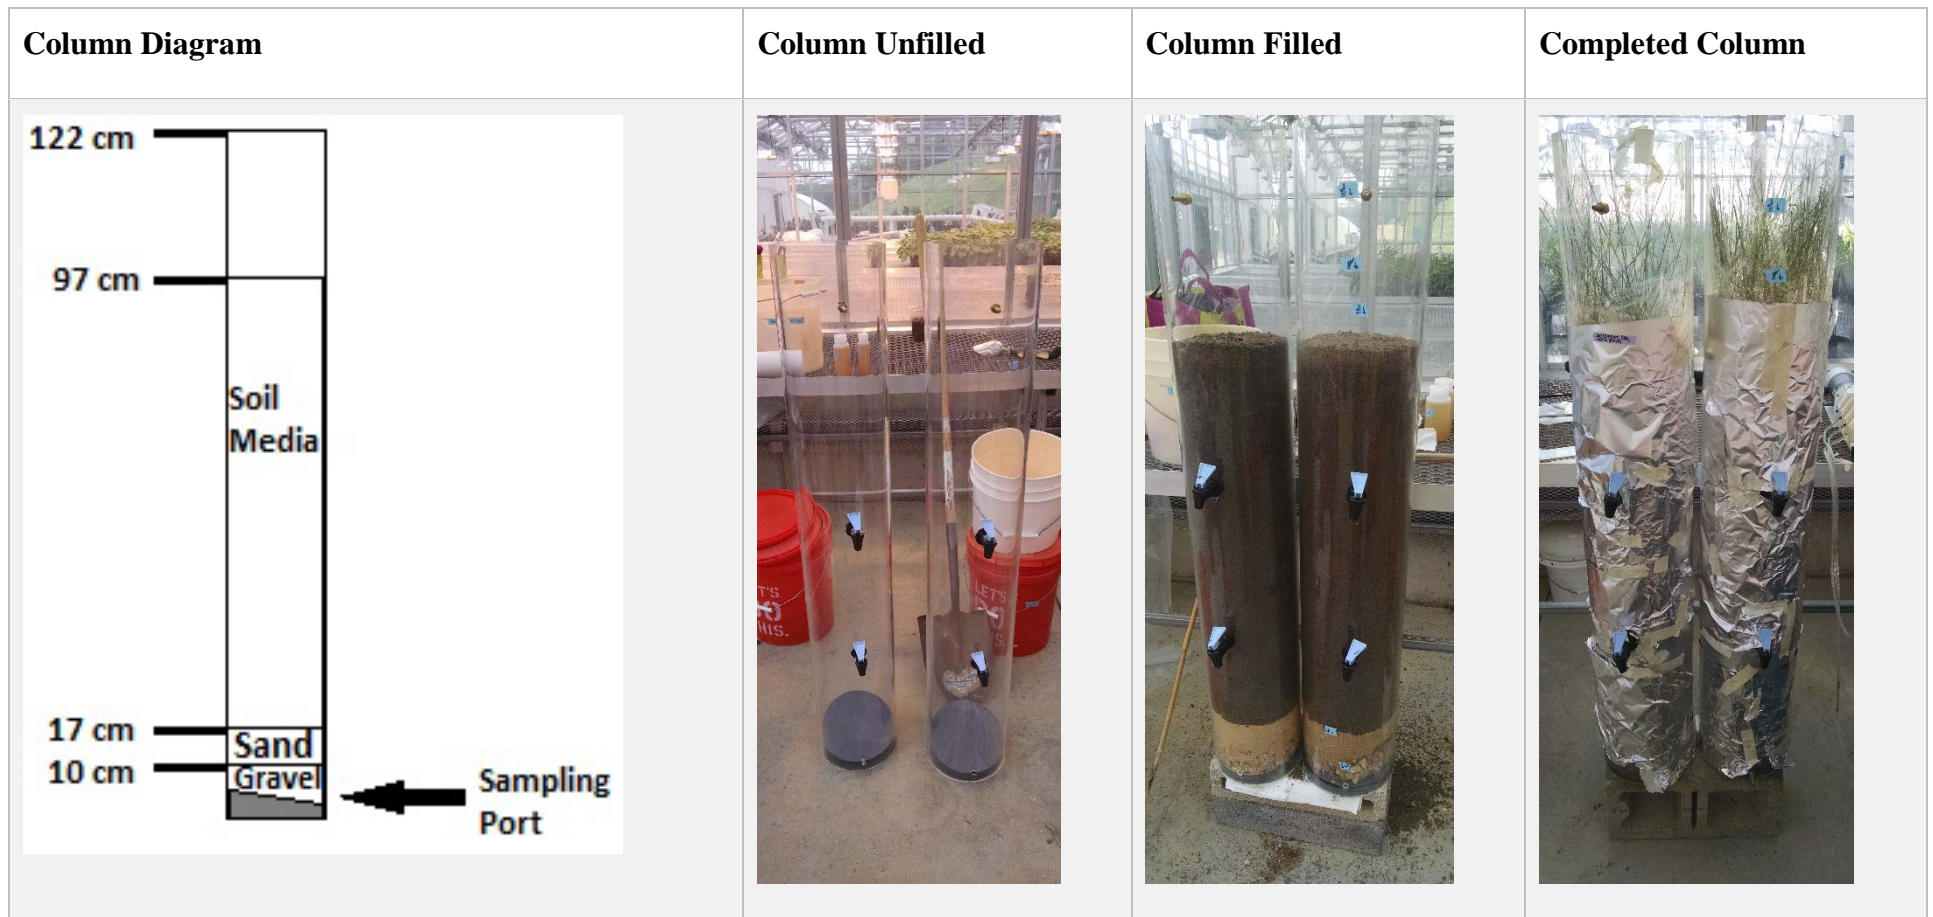 Column Diagram
Column Unfilled
Column Filled
Completed Column
122 cm
97 cm
Soil
Media
17 cm
Sand
10 cm
Gravel
Sampling
Port
LET'S